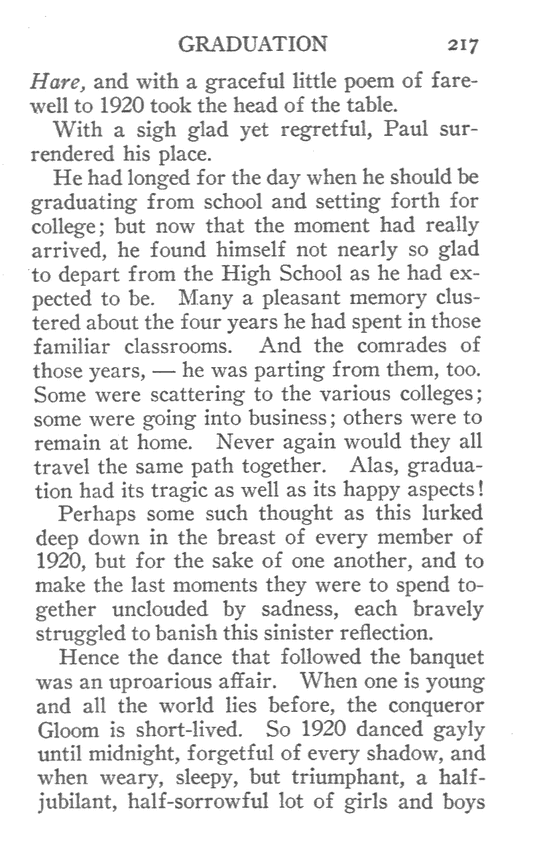 GRADUATION 217
Hare, and with a graceful little poem of fare-
well to 1920 took the head of the table.
With a sigh glad yet regretful, Paul sur-
rendered his place.
He had longed for the day when he should be
graduating from school and setting forth for
college; but now that the moment had really
arrived, he found himself not nearly so glad
to depart from the High School as he had ex-
pected to be. Many a pleasant memory clus-
tered about the four years he had spent in those
familiar classrooms. And the comrades of
those years, — he was parting from them, too.
Some were scattering to the various colleges;
some were going into business; others were to
remain at home. Never again would they all
travel the same path together. Alas, gradua-
tion had its tragic as well as its happy aspects!
Perhaps some such thought as this lurked
deep down in the breast of every member of
1920, but for the sake of one another, and to
make the last moments they were to spend to-
gether unclouded by sadness, each bravely
struggled to banish this sinister reflection.
Hence the dance that followed the banquet
was an uproarious affair. When one is young
and all the world lies before, the conqueror
Gloom is short-lived. So 1920 danced gayly
until midnight, forgetful of every shadow, and
when weary, sleepy, but triumphant, a half-
jubilant, half-sorrowful lot of girls and boys